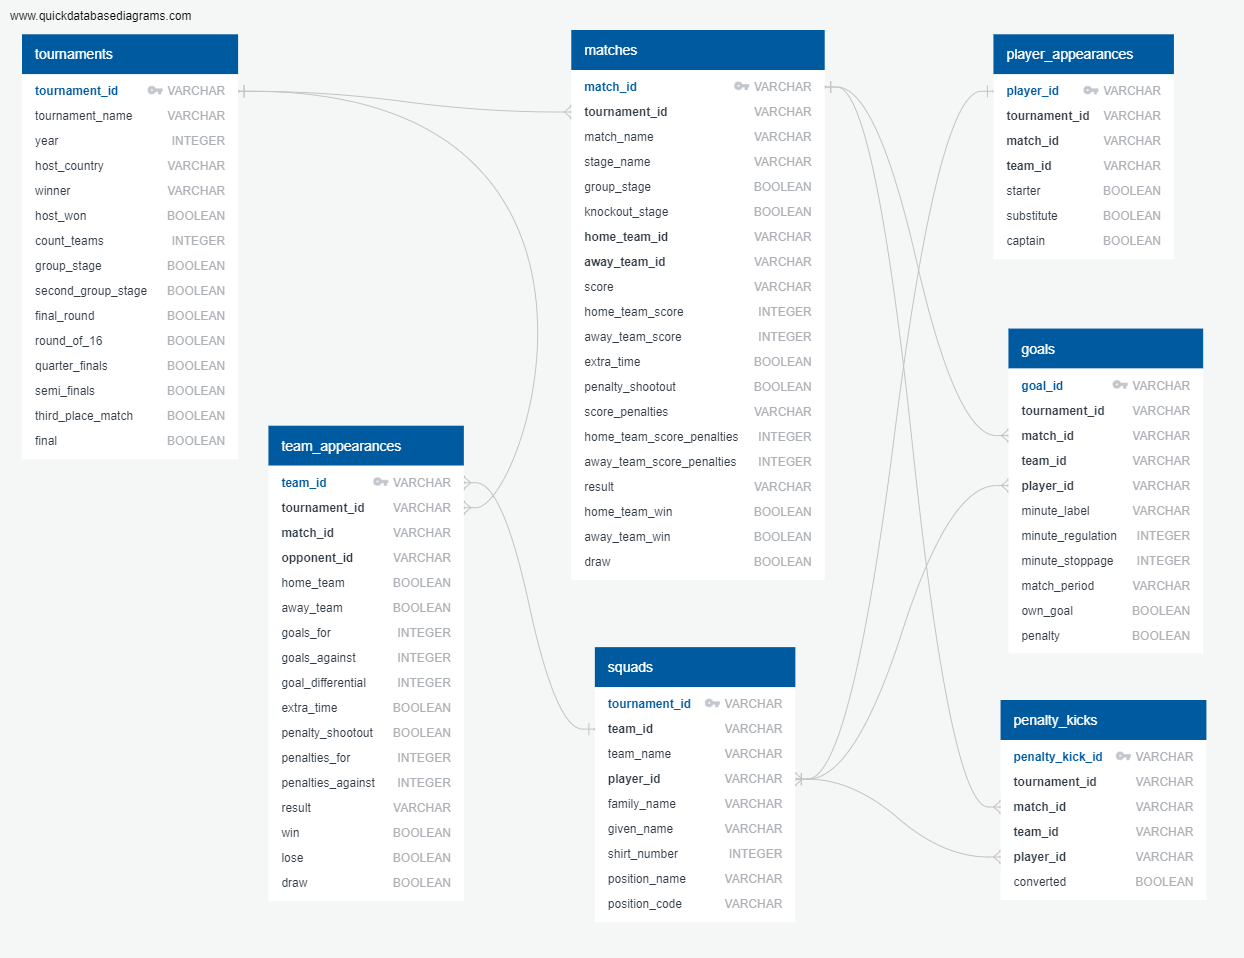 www.quickdatabasediagrams.com
tournaments
tournament_id VARCHAR
tournament_name VARCHAR
year INTEGER
host_country VARCHAR
winner VARCHAR
host_won BOOLEAN
count_teams INTEGER
group_stage BOOLEAN
second_group_stage BOOLEAN
final_round BOOLEAN
round_of_16 BOOLEAN
quarter_finals BOOLEAN
semi_finals BOOLEAN
third_place_match BOOLEAN
final BOOLEAN
team_appearances
team_id VARCHAR
tournament_id VARCHAR
match_id VARCHAR
opponent_id VARCHAR
home_team BOOLEAN
away_team BOOLEAN
goals_for INTEGER
goals_against INTEGER
goal_differential INTEGER
extra_time BOOLEAN
penalty_shootout BOOLEAN
penalties_for INTEGER
penalties_against INTEGER
result VARCHAR
win BOOLEAN
lose BOOLEAN
draw BOOLEAN
matches
match_id VARCHAR
tournament_id VARCHAR
match_name VARCHAR
stage_name VARCHAR
group_stage BOOLEAN
knockout_stage BOOLEAN
home_team_id VARCHAR
away_team_id VARCHAR
score VARCHAR
home_team_score INTEGER
away_team_score INTEGER
extra_time BOOLEAN
penalty_shootout BOOLEAN
score_penalties VARCHAR
home_team_score_penalties INTEGER
away_team_score_penalties INTEGER
result VARCHAR
home_team_win BOOLEAN
away_team_win BOOLEAN
draw BOOLEAN
squads
tournament_id VARCHAR
team_id VARCHAR
team_name VARCHAR
player_id VARCHAR
family_name VARCHAR
given_name VARCHAR
shirt_number INTEGER
position_name VARCHAR
position_code VARCHAR
player_appearances
player_id VARCHAR
tournament_id VARCHAR
match_id VARCHAR
team_id VARCHAR
starter BOOLEAN
substitute BOOLEAN
captain BOOLEAN
goals
goal_id VARCHAR
tournament_id VARCHAR
match_id VARCHAR
team_id VARCHAR
player_id VARCHAR
minute_label VARCHAR
minute_regulation INTEGER
minute_stoppage INTEGER
match_period VARCHAR
own_goal BOOLEAN
penalty BOOLEAN
penalty_kicks
penalty_kick_id VARCHAR
tournament_id VARCHAR
match_id VARCHAR
team_id VARCHAR
player_id VARCHAR
converted BOOLEAN